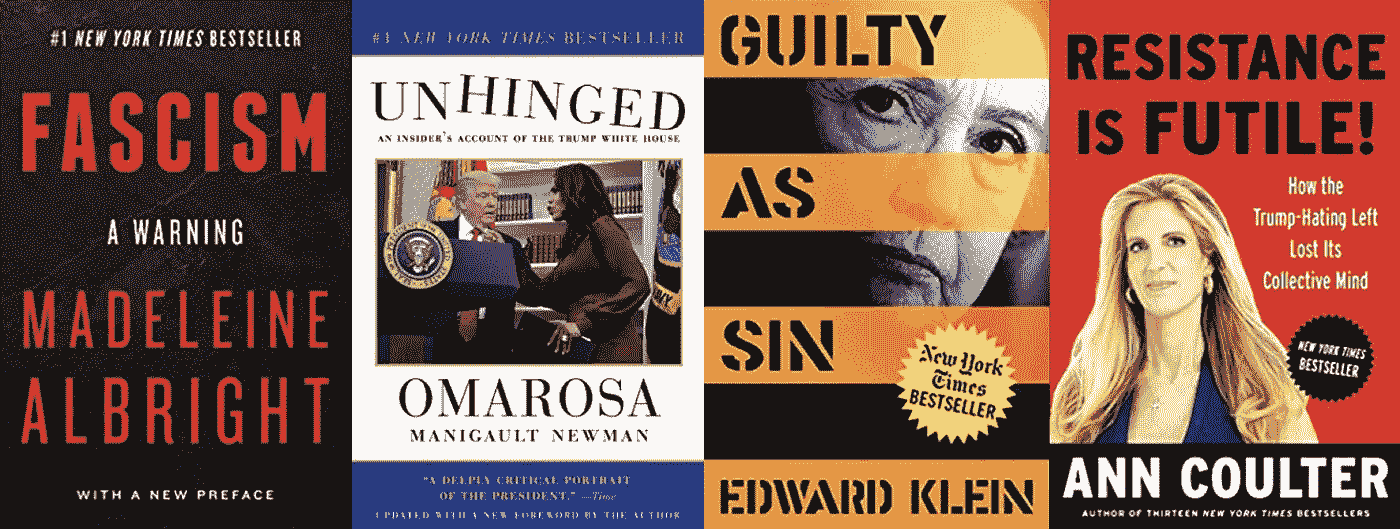 #1 NEW YORK TIMES BESTSELLER
FASCISM
A WARNING
MADELEINE
ALBRIGHT
WITH A NEW PREFACE
#1 NEW YORK TIMES BESTSELLER
UNHINGED
AN INSIDER'S ACCOUNT OF THE TRUMP WHITE HOUSE
OMAROSA
MANIGAULT NEWMAN
"A DEEPLY CRITICAL PORTRAIT
OF THE PRESIDENT." —Time
UPDATED WITH A NEW FOREWORD BY THE AUTHOR
GUILTY
AS
SIN
New York
Times
BESTSELLER
EDWARD KLEIN
RESISTANCE
IS FUTILE!
How the
Trump-Hating Left
Lost Its
Collective Mind
NEW YORK TIMES
BESTSELLER
ANN COULTER
AUTHOR OF THIRTEEN NEW YORK TIMES BESTSELLERS